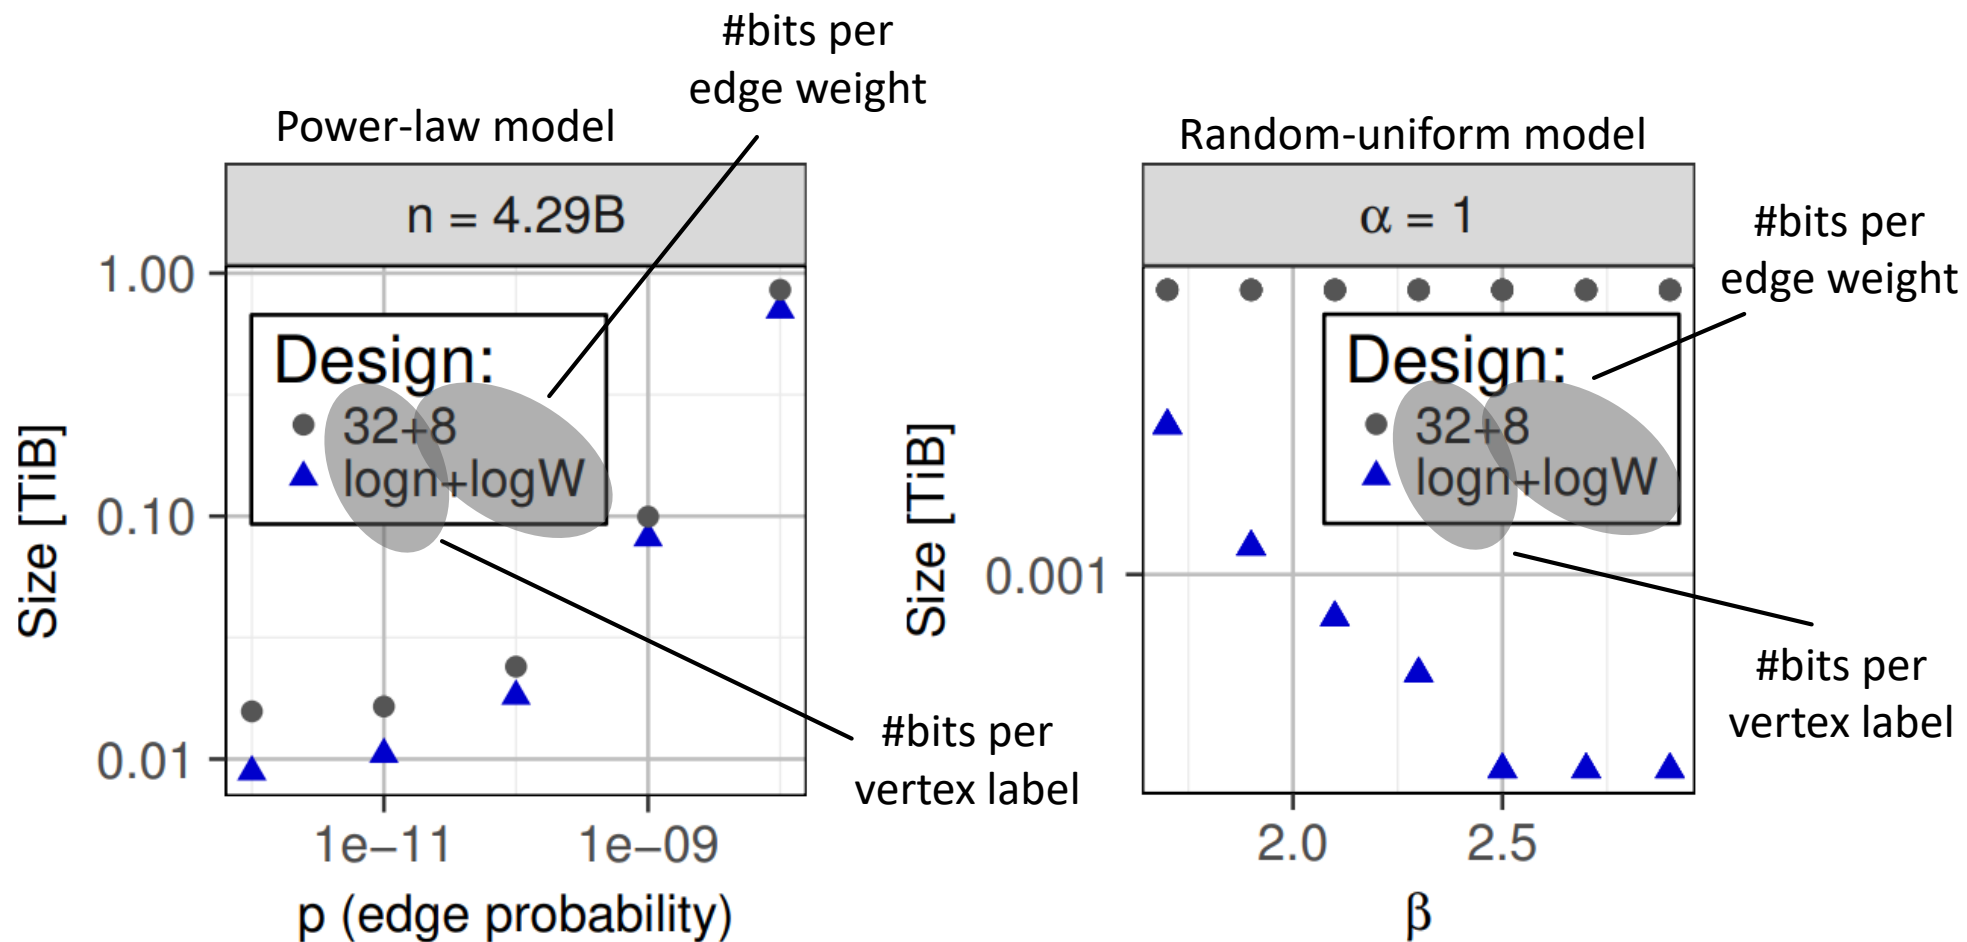 #bits per
edge weight
Power-law model
n = 4.29B
1.00
0.10
0.01
Size [TiB]
Design:
32+8
logn+logW
1e−11
1e−09
p (edge probability)
#bits per
vertex label
Random-uniform model
α = 1
#bits per
edge weight
Size [TiB]
0.001
Design:
32+8
logn+logW
2.0
2.5
β
#bits per
vertex label